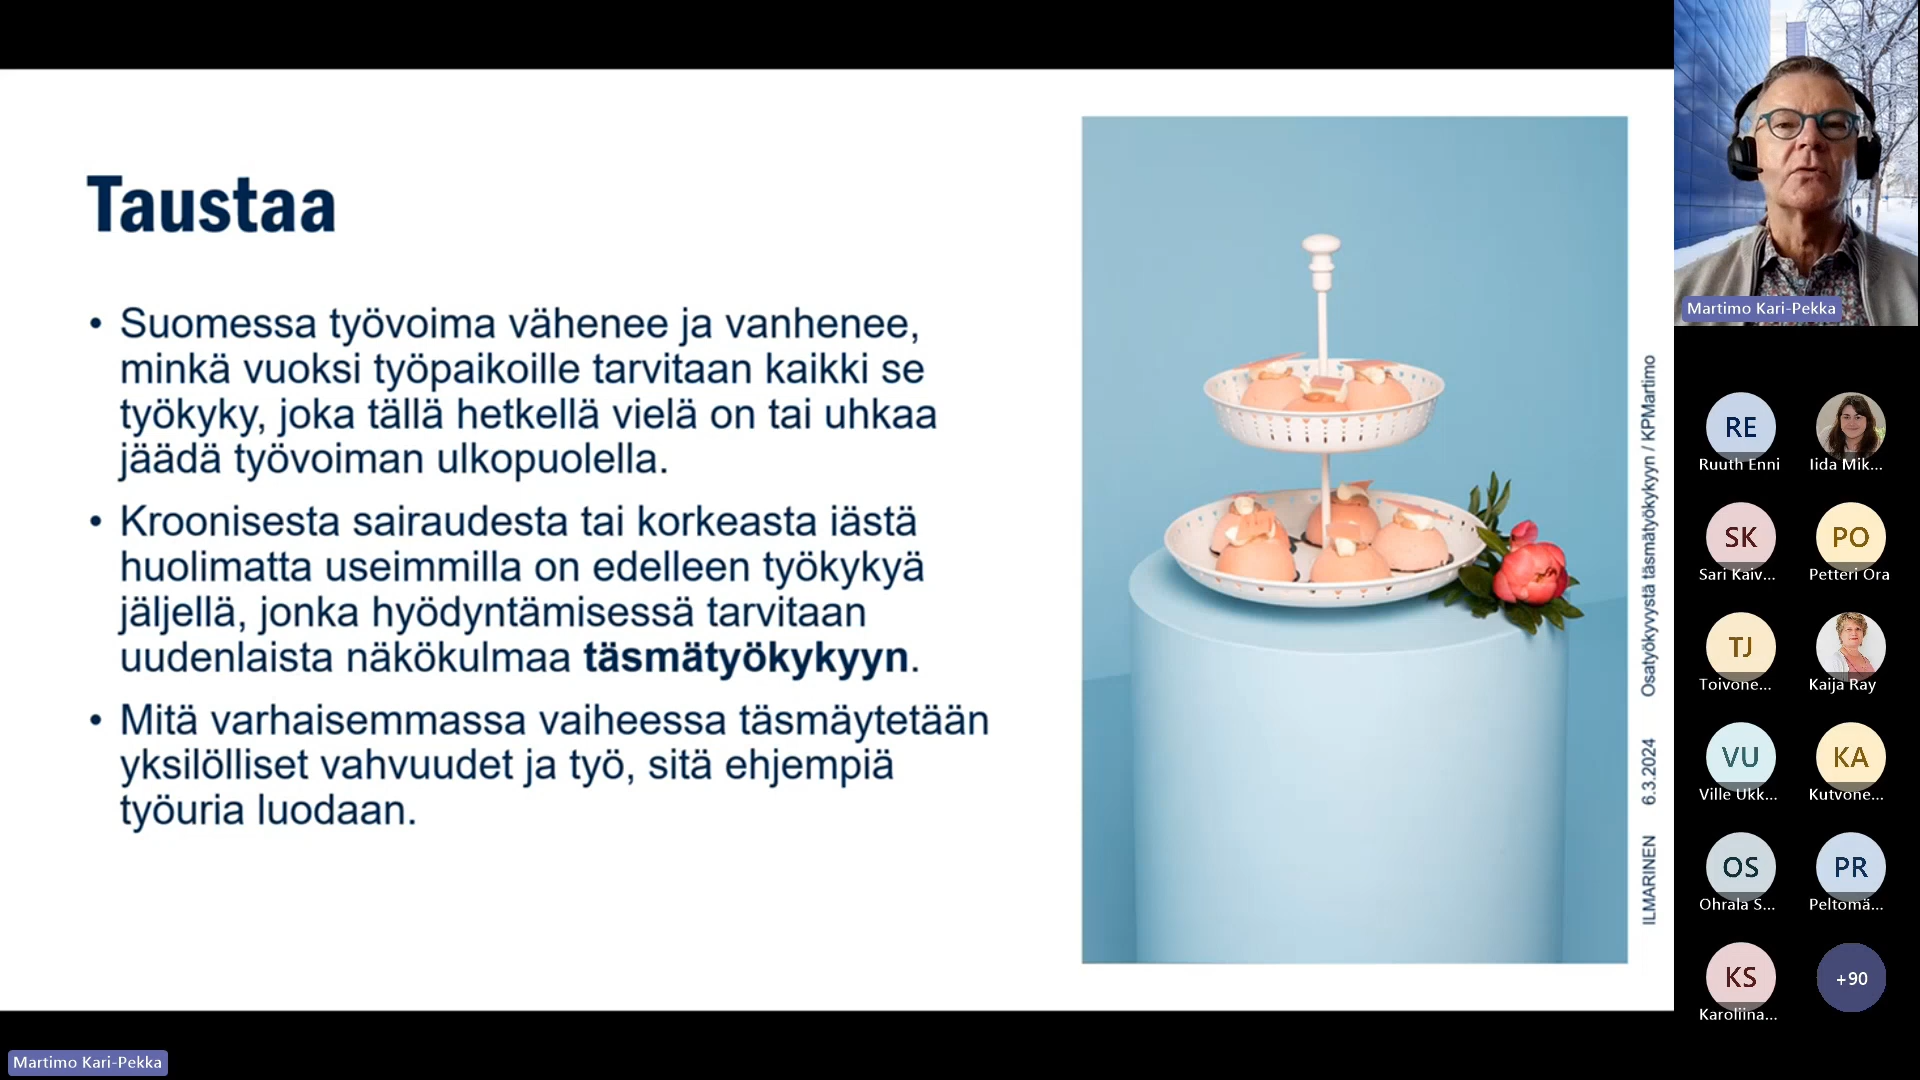 Taustaa
• Suomessa työvoima vähenee ja vanhenee,
minkä vuoksi työpaikoille tarvitaan kaikki se
työkyky, joka tällä hetkellä vielä on tai uhkaa
jäädä työvoiman ulkopuolella.
• Kroonisesta sairaudesta tai korkeasta iästä
huolimatta useimmilla on edelleen työkykyä
jäljellä, jonka hyödyntämisessä tarvitaan
uudenlaista näkökulmaa täsmätyökykyyn.
• Mitä varhaisemmassa vaiheessa täsmäytetään
yksilölliset vahvuudet ja työ, sitä ehjempiä
työuria luodaan.
ILMARINEN 6.3.2024 Osatyökyvystä täsmätyökykyyn / KPMartimo
Martimo Kari-Pekka
RE
Ruuth Enni
Iida Mik...
SK
Sari Kaiv...
PO
Petteri Ora
TJ
Toivone...
Kaija Ray
VU
Ville Ukk...
KA
Kutvone...
OS
Ohrala S...
PR
Peltomä...
KS
Karoliina...
+90
Martimo Kari-Pekka